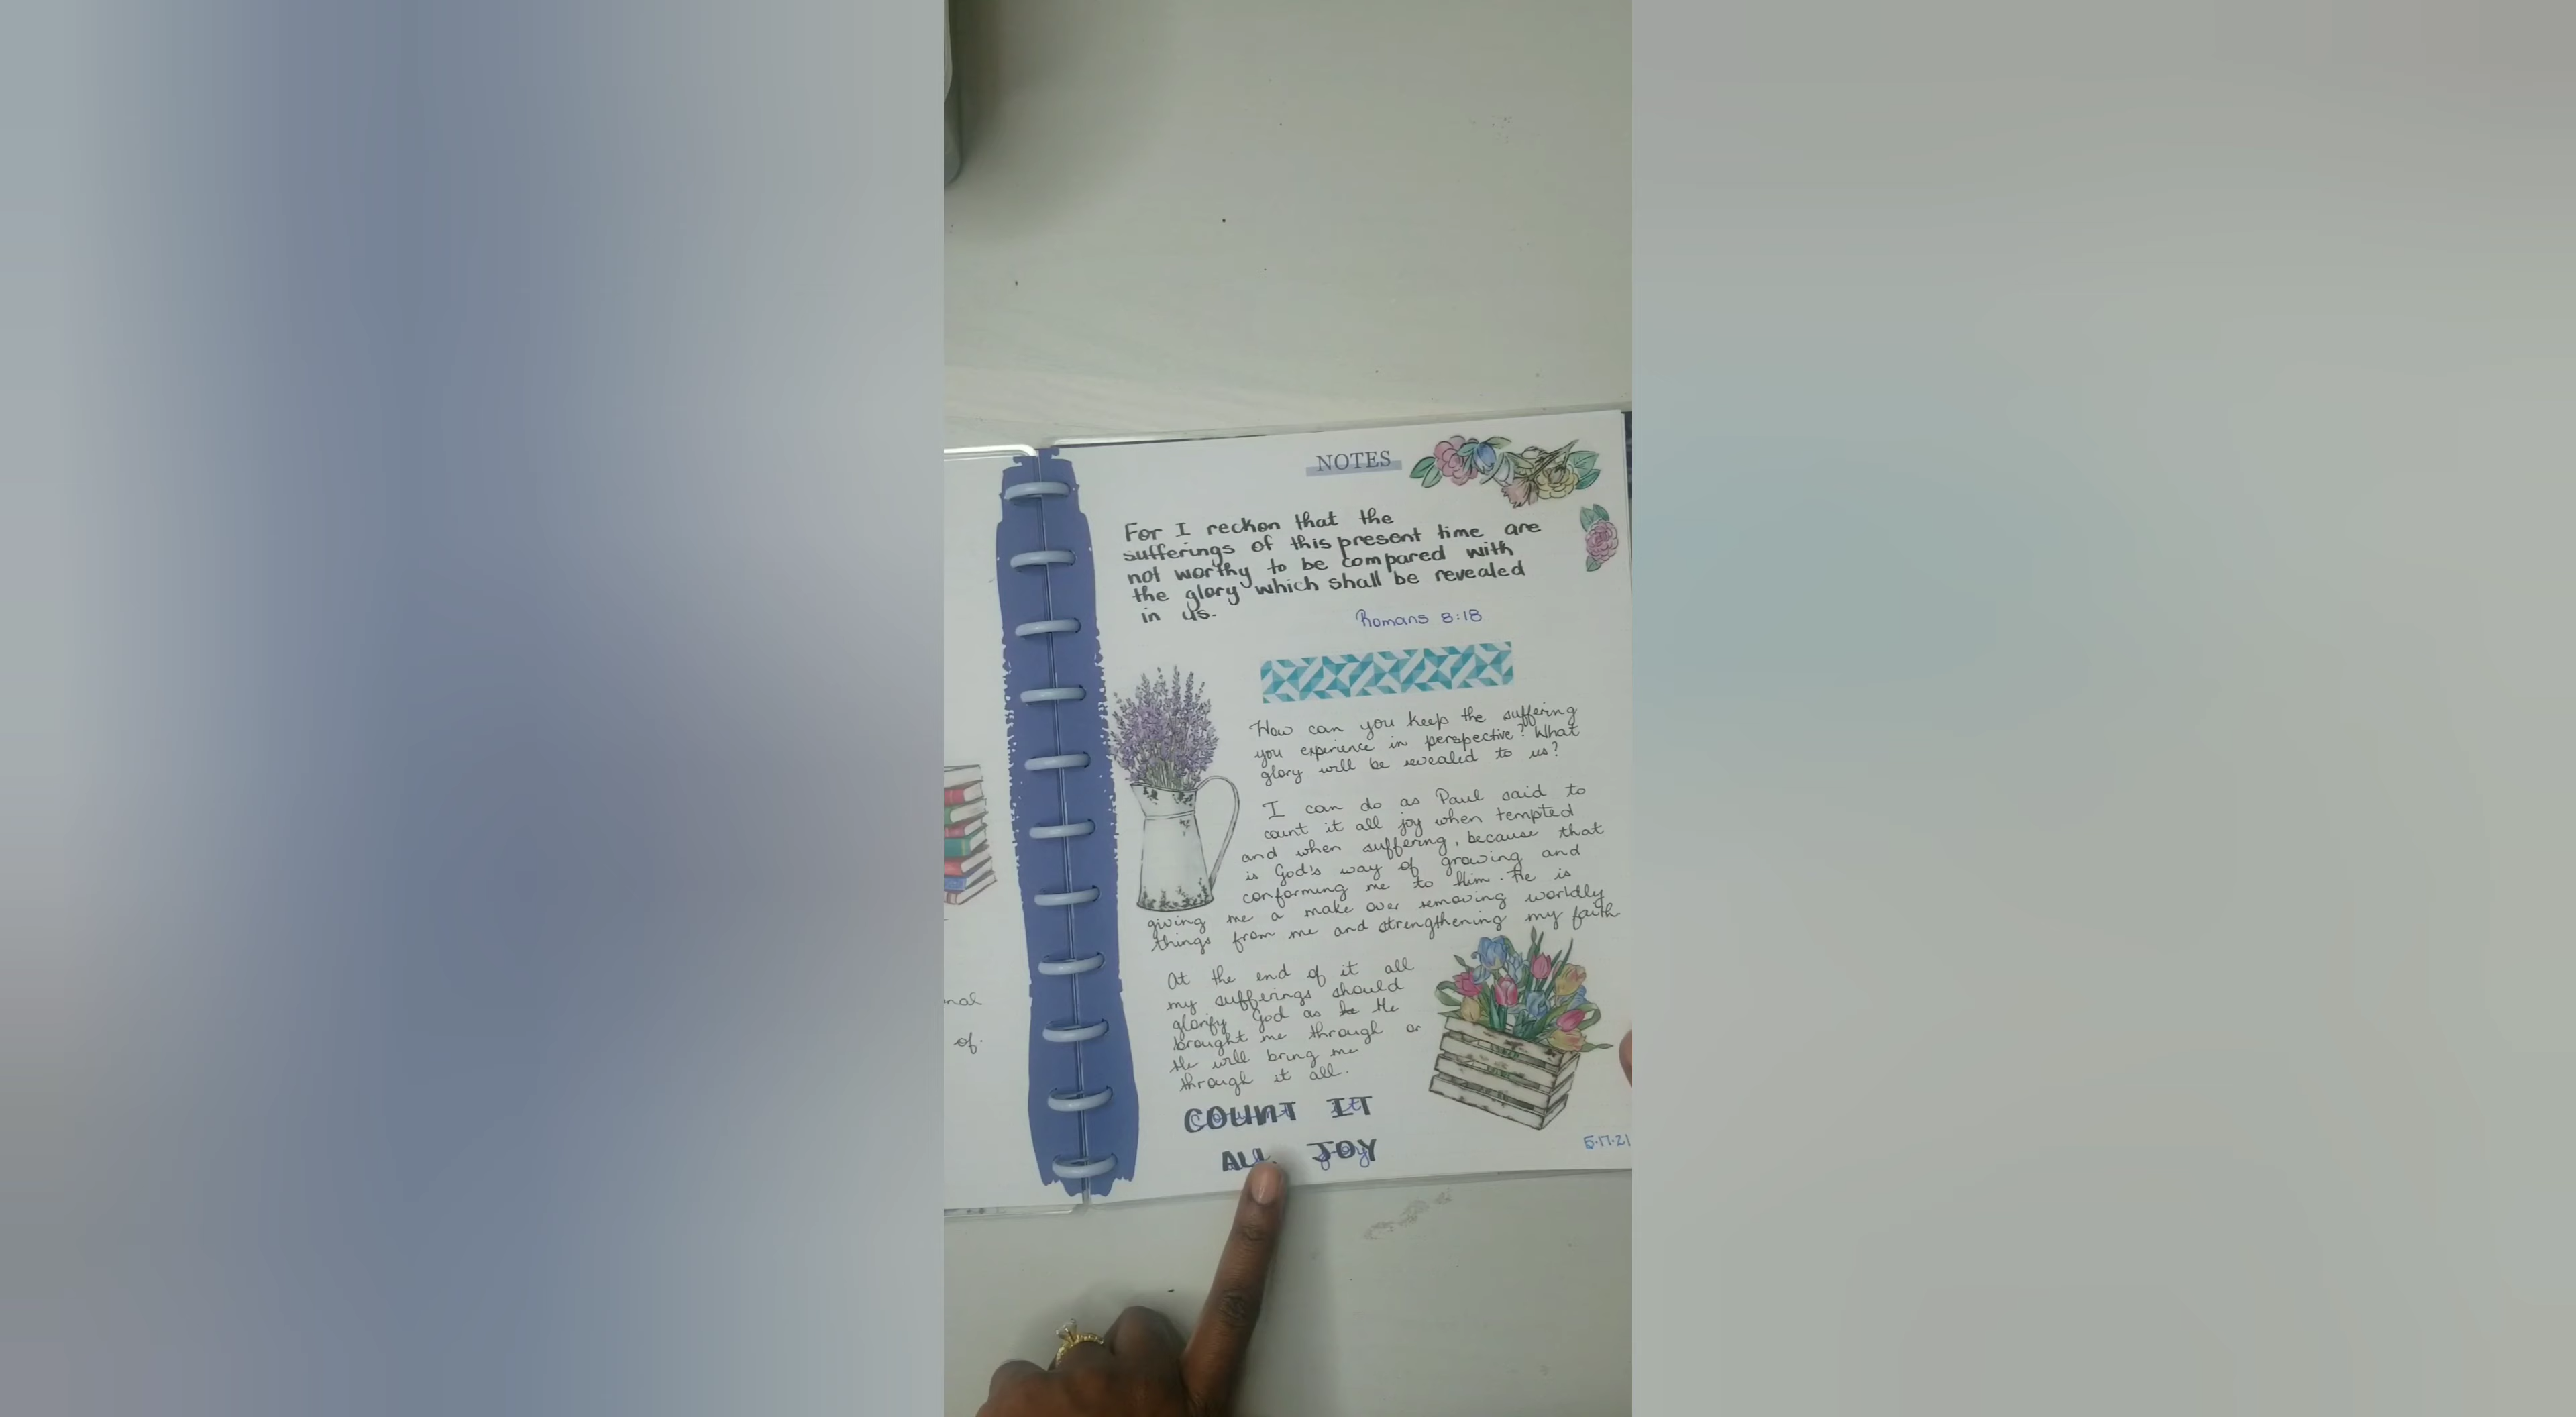 NOTES
For I reckon that the
sufferings of this present time are
not worthy to be compared with
the glory which shall be revealed
in us.
Romans 8:18
How can you keep the suffering
you experience in perspective? What
glory will be revealed to us?
I can do as Paul said to
count it all joy when tempted
and when suffering, because that
is God's way of growing and
conforming me to Him. He is
giving me a make over removing worldly
things from me and strengthening my faith
At the end of it all
my sufferings should
glorify God as he He
brought me through or
He will bring me
through it all.
COUNT IT
ALL JOY
5·17·21
nal
of.